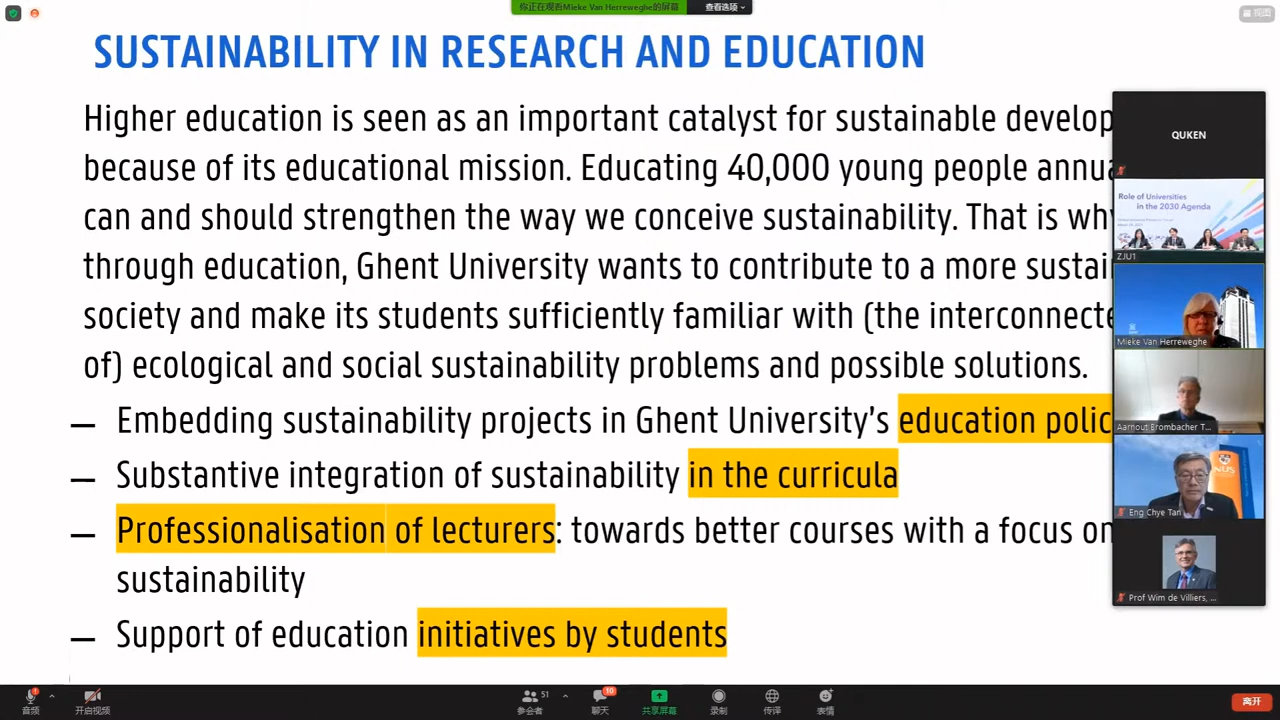 你正在观看Mieke Van Herreweghe的屏幕
查看选项
视图
SUSTAINABILITY IN RESEARCH AND EDUCATION
Higher education is seen as an important catalyst for sustainable develop
because of its educational mission. Educating 40,000 young people annua
can and should strengthen the way we conceive sustainability. That is why
through education, Ghent University wants to contribute to a more sustai
society and make its students sufficiently familiar with (the interconnecte
of) ecological and social sustainability problems and possible solutions.
— Embedding sustainability projects in Ghent University's education polic
— Substantive integration of sustainability in the curricula
— Professionalisation of lecturers: towards better courses with a focus on
sustainability
— Support of education initiatives by students
QUKEN
Role of Universities
in the 2030 Agenda
ZJU1
Mieke Van Herreweghe
Aarnout Brombacher T...
NUS
Eng Chye Tan
Prof Wim de Villiers, ...
音频
开启视频
51
参会者
10
聊天
共享屏幕
录制
传译
表情
离开